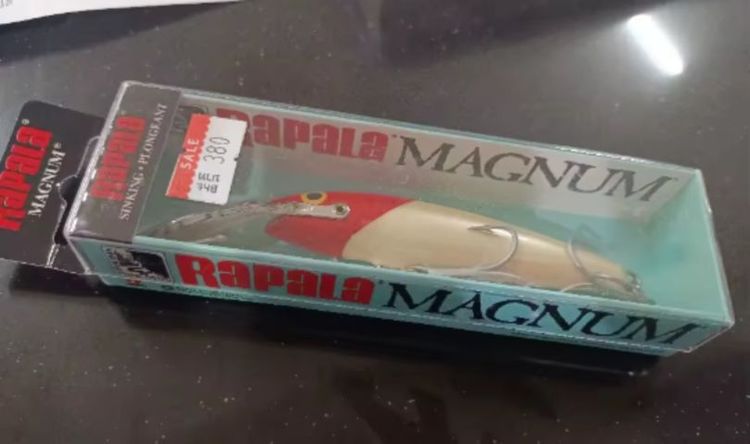 Rapala®
MAGNUM®
Rapala
SINKING • PLONGEANT
SALE
380
Rapala® MAGNUM
Rapala® MAGNUM